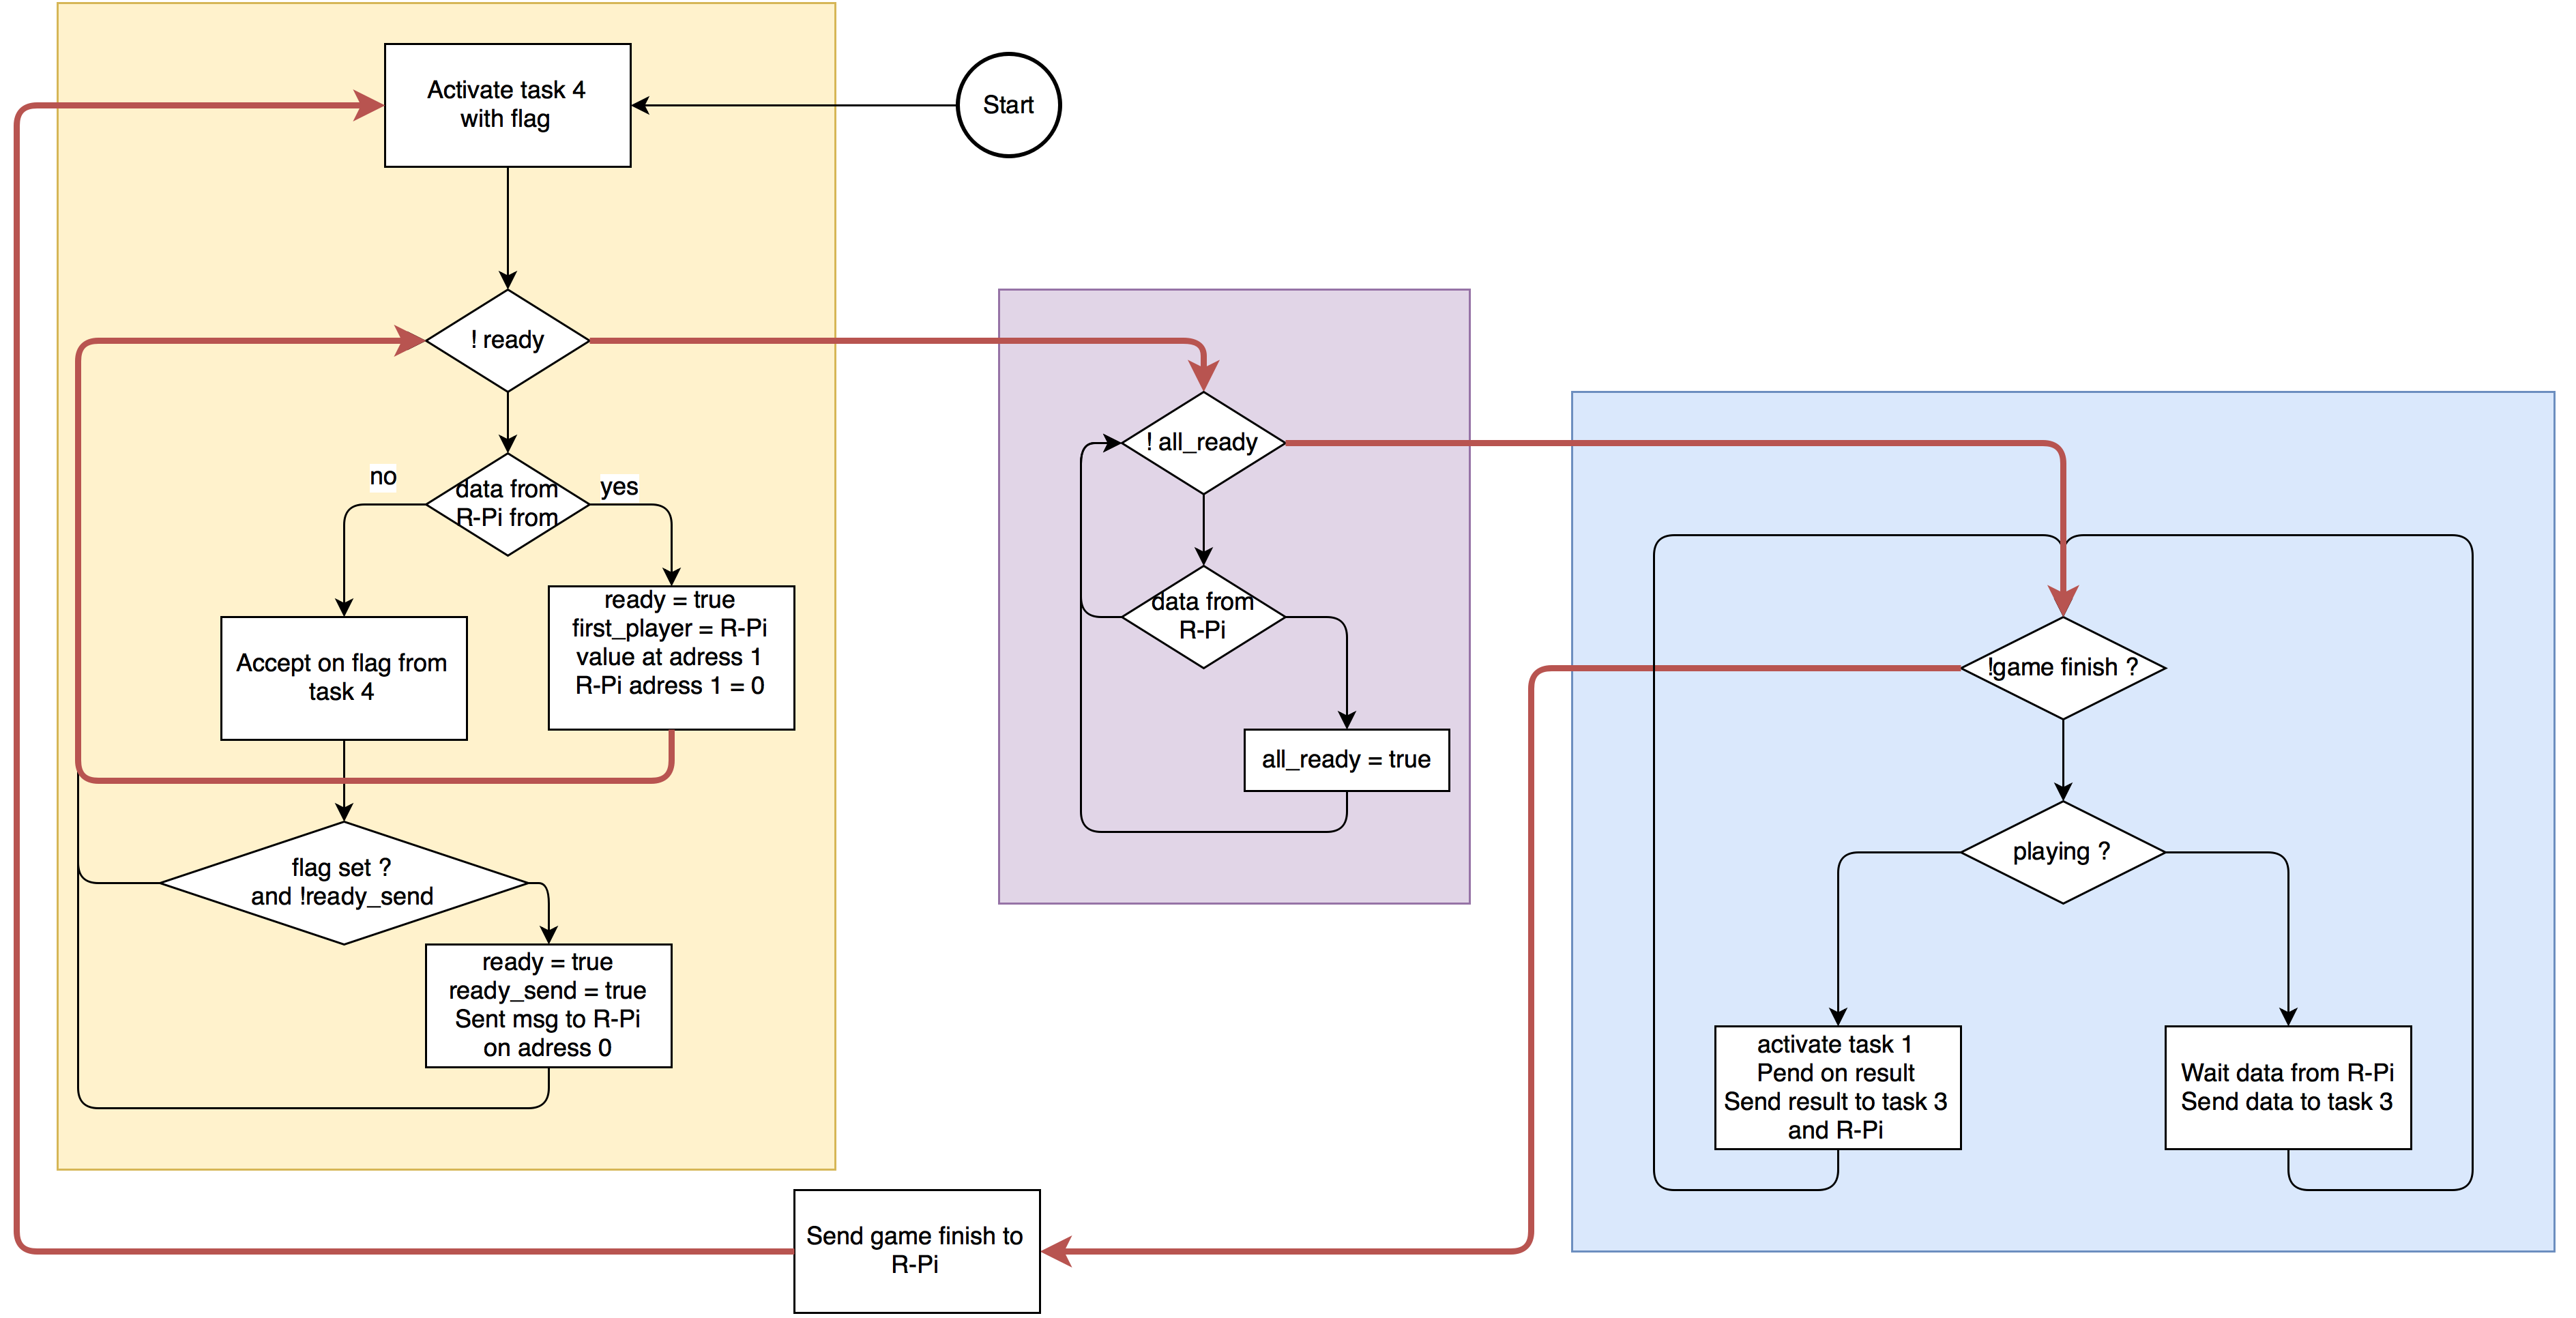 Activate task 4
with flag
Start
! ready
no
data from
R-Pi from
yes
ready = true
first_player = R-Pi
value at adress 1
R-Pi adress 1 = 0
Accept on flag from
task 4
flag set ?
and !ready_send
ready = true
ready_send = true
Sent msg to R-Pi
on adress 0
! all_ready
data from
R-Pi
all_ready = true
!game finish ?
playing ?
activate task 1
Pend on result
Send result to task 3
and R-Pi
Wait data from R-Pi
Send data to task 3
Send game finish to
R-Pi